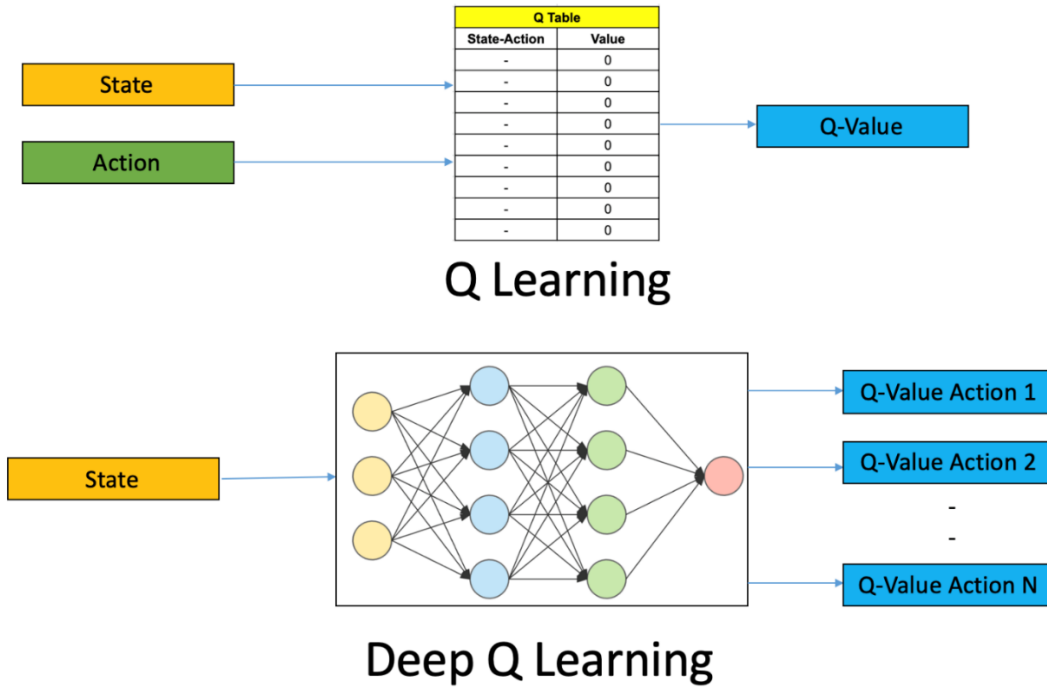 Q Table
State-Action Value
- 0
- 0
- 0
- 0
- 0
- 0
- 0
- 0
- 0
State
Action
Q-Value
Q Learning
State
Q-Value Action 1
Q-Value Action 2
-
-
Q-Value Action N
Deep Q Learning